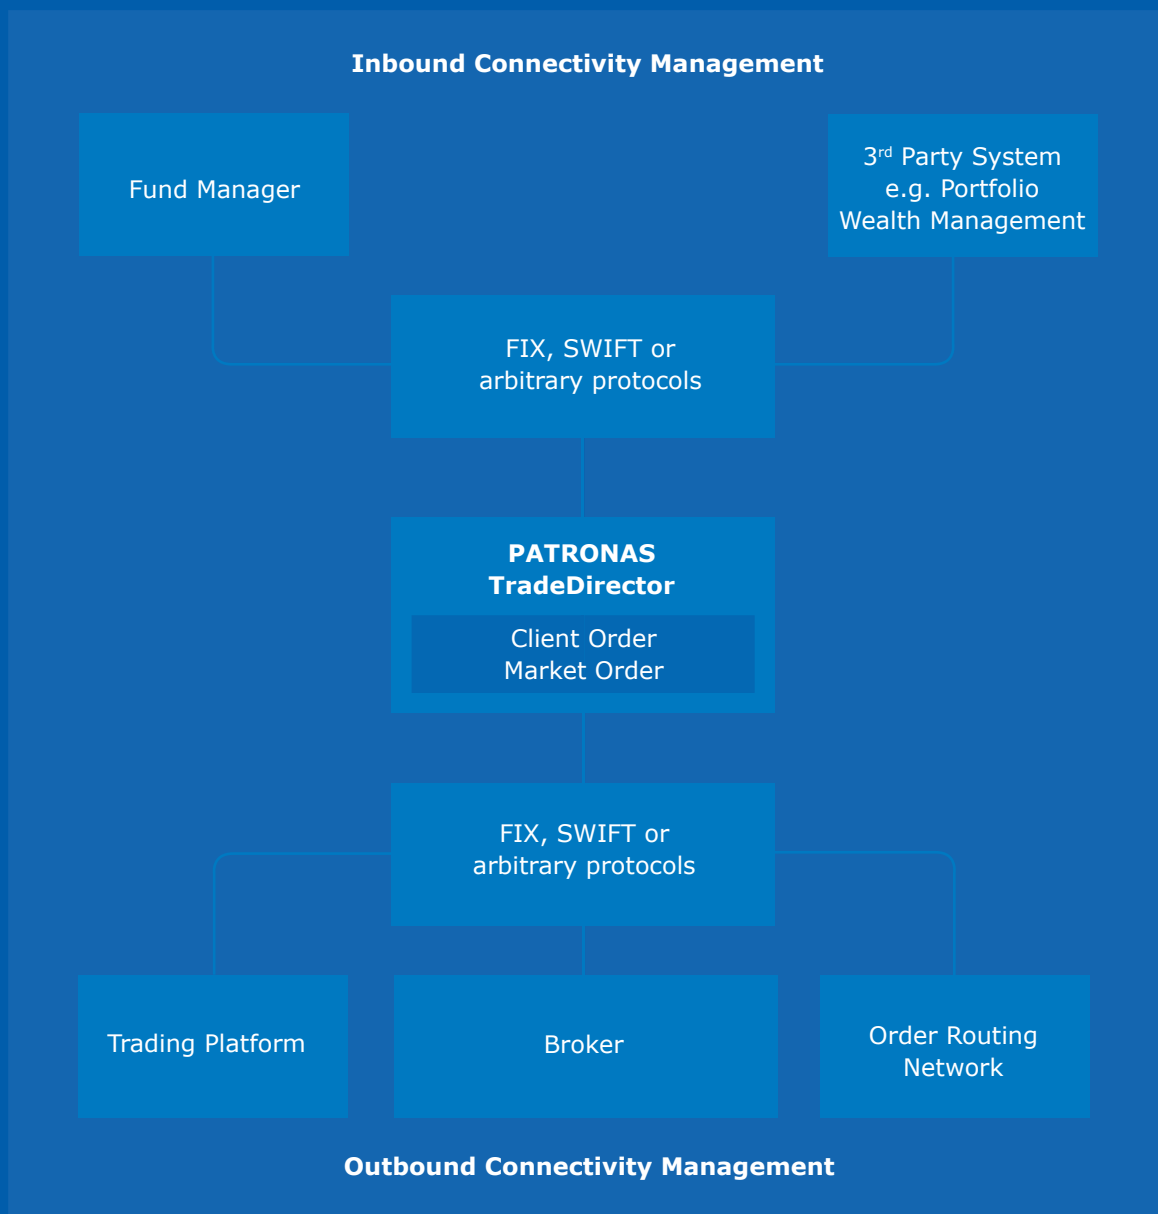 Inbound Connectivity Management
Fund Manager
3rd Party System
e.g. Portfolio
Wealth Management
FIX, SWIFT or
arbitrary protocols
PATRONAS
TradeDirector
Client Order
Market Order
FIX, SWIFT or
arbitrary protocols
Trading Platform
Broker
Order Routing
Network
Outbound Connectivity Management